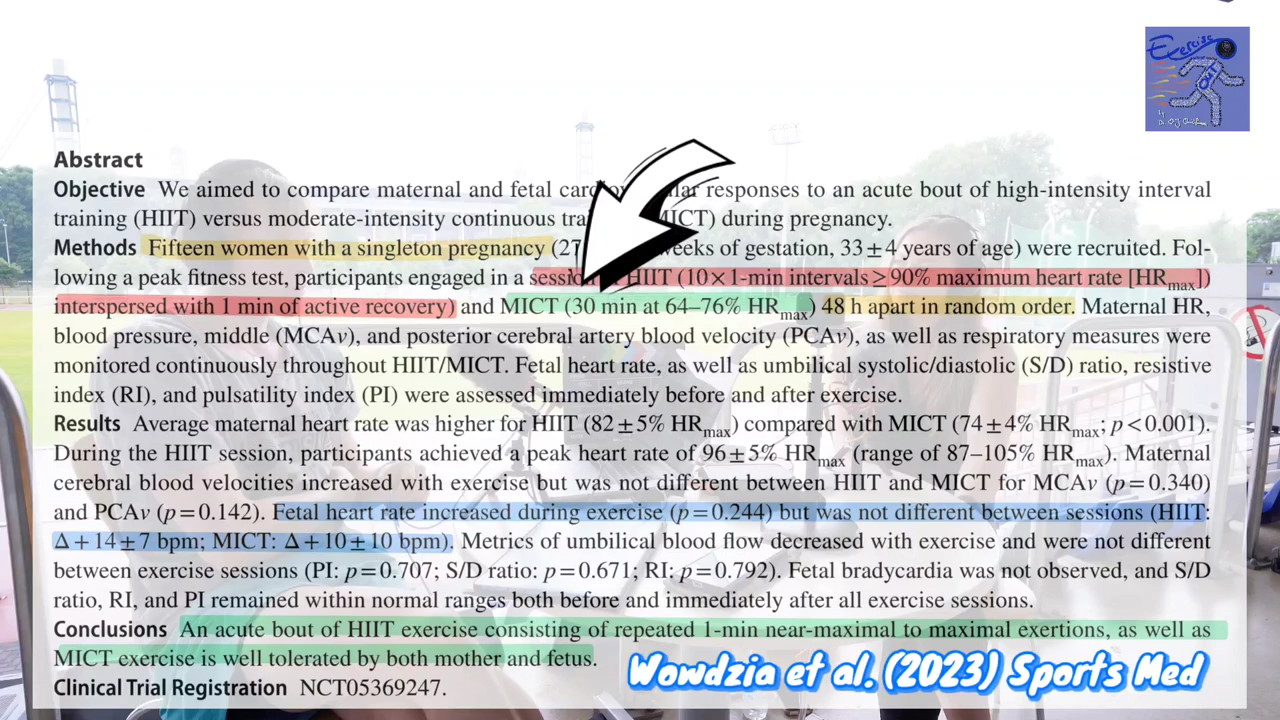 Exercise
Abstract
Objective We aimed to compare maternal and fetal responses to an acute bout of high-intensity interval
training (HIIT) versus moderate-intensity continuous during pregnancy.
Methods Fifteen women with a singleton pregnancy (27 weeks of gestation, 33±4 years of age) were recruited. Fol-
lowing a peak fitness test, participants engaged in a HIIT (10×1-min intervals ≥90% maximum heart rate [HRmax])
interspersed with 1 min of active recovery) and MICT (30 min at 64–76% HRmax) 48 h apart in random order. Maternal HR,
blood pressure, middle (MCAv), and posterior cerebral artery blood velocity (PCAv), as well as respiratory measures were
monitored continuously throughout HIIT/MICT. Fetal heart rate, as well as umbilical systolic/diastolic (S/D) ratio, resistive
index (RI), and pulsatility index (PI) were assessed immediately before and after exercise.
Results Average maternal heart rate was higher for HIIT (82±5% HRmax) compared with MICT (74±4% HRmax; p<0.001).
During the HIIT session, participants achieved a peak heart rate of 96±5% HRmax (range of 87–105% HRmax). Maternal
cerebral blood velocities increased with exercise but was not different between HIIT and MICT for MCAv (p=0.340)
and PCAv (p=0.142). Fetal heart rate increased during exercise (p=0.244) but was not different between sessions (HIIT:
Δ+14±7 bpm; MICT: Δ+10±10 bpm). Metrics of umbilical blood flow decreased with exercise and were not different
between exercise sessions (PI: p=0.707; S/D ratio: p=0.671; RI: p=0.792). Fetal bradycardia was not observed, and S/D
ratio, RI, and PI remained within normal ranges both before and immediately after all exercise sessions.
Conclusions An acute bout of HIIT exercise consisting of repeated 1-min near-maximal to maximal exertions, as well as
MICT exercise is well tolerated by both mother and fetus.
Clinical Trial Registration NCT05369247.
Wowdzia et al. (2023) Sports Med